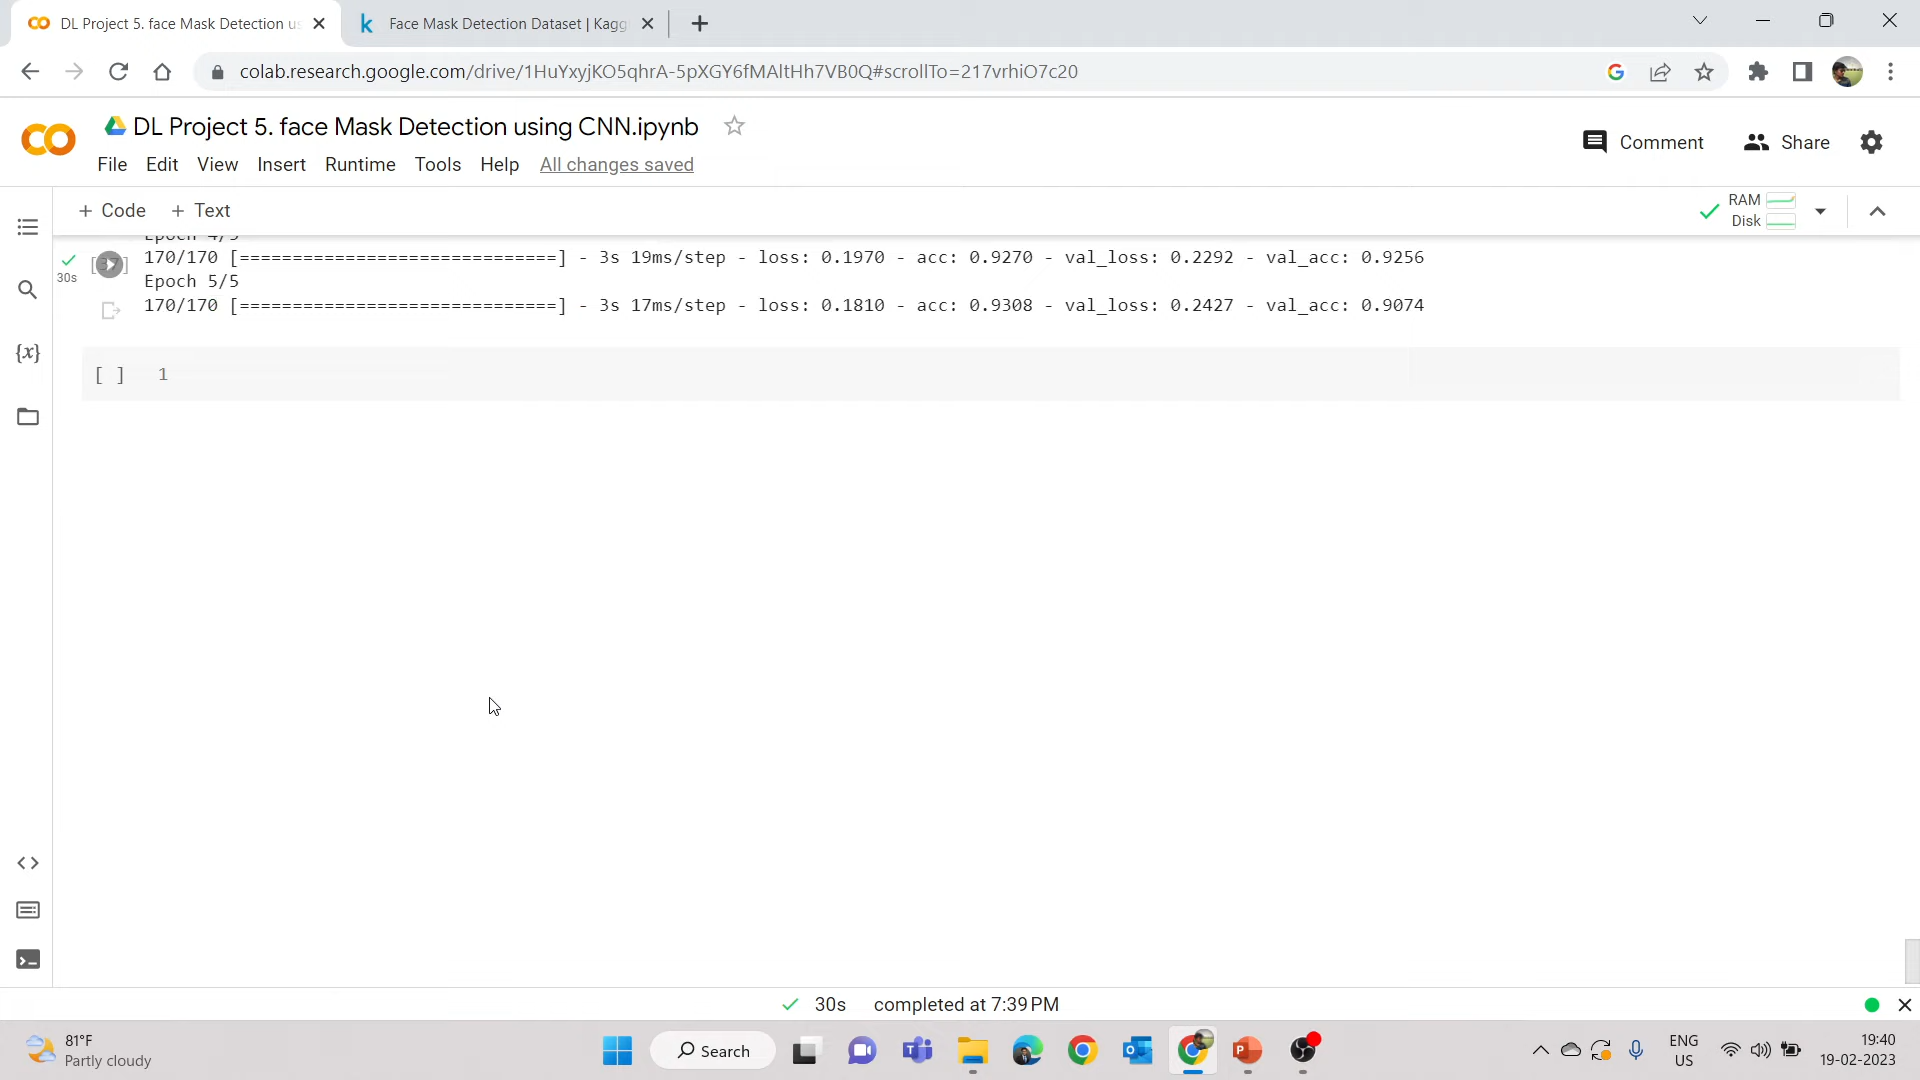 DL Project 5. face Mask Detection us
Face Mask Detection Dataset | Kagg
colab.research.google.com/drive/1HuYxyjKO5qhrA-5pXGY6fMAltHh7VB0Q#scrollTo=217vrhiO7c20
DL Project 5. face Mask Detection using CNN.ipynb
Comment
Share
File Edit View Insert Runtime Tools Help All changes saved
+ Code + Text
RAM
Disk
Epoch 4/5
170/170 [==============================] - 3s 19ms/step - loss: 0.1970 - acc: 0.9270 - val_loss: 0.2292 - val_acc: 0.9256
30s
Epoch 5/5
170/170 [==============================] - 3s 17ms/step - loss: 0.1810 - acc: 0.9308 - val_loss: 0.2427 - val_acc: 0.9074
[ ] 1
30s completed at 7:39 PM
81°F
Partly cloudy
Search
ENG
US
19:40
19-02-2023